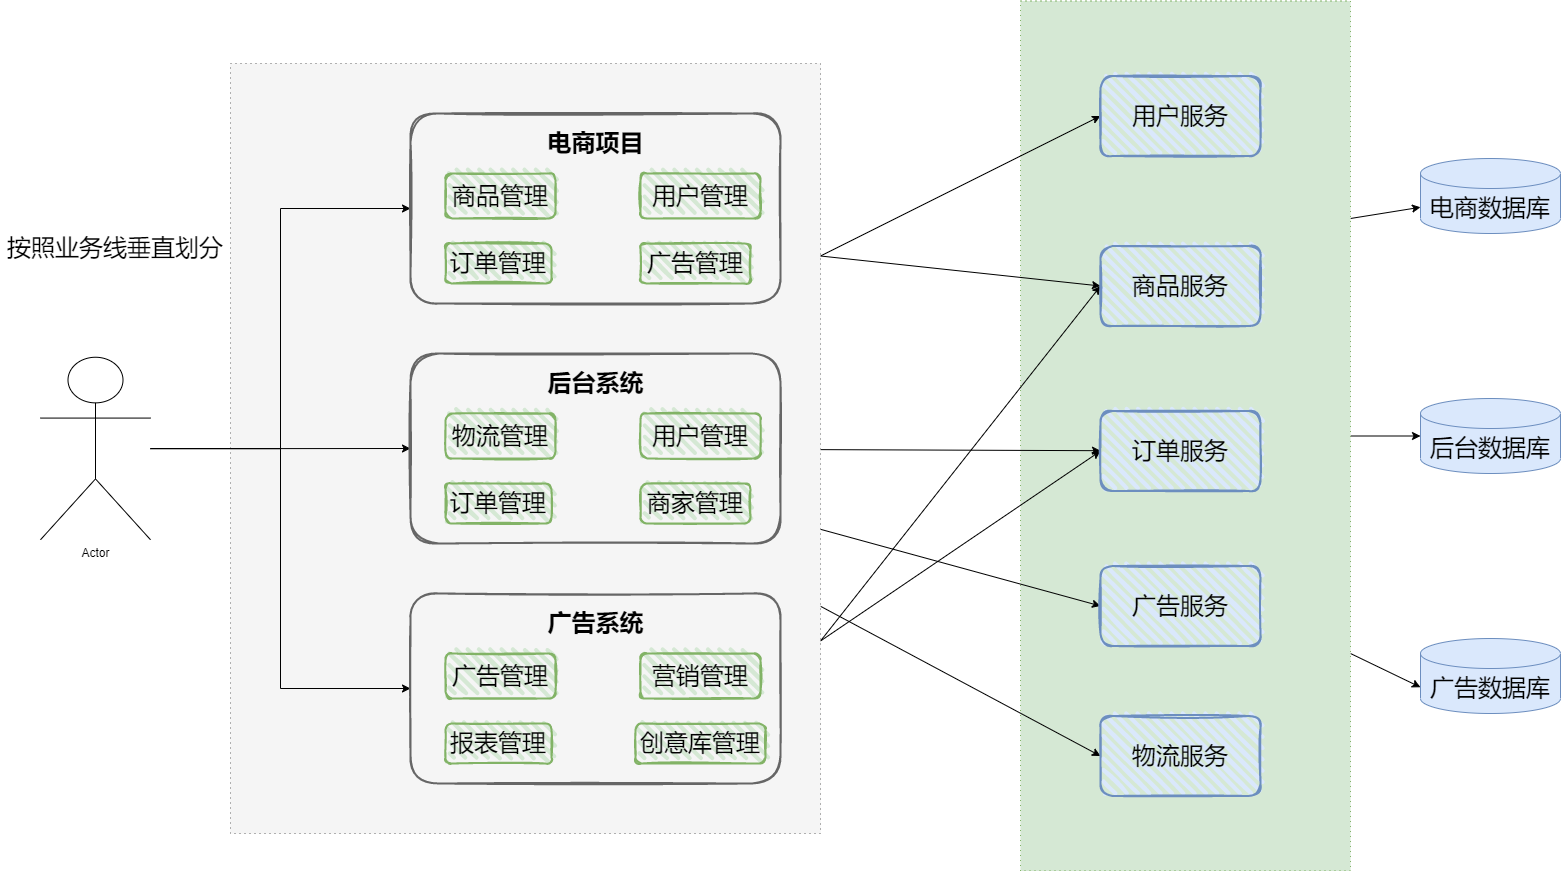 按照业务线垂直划分
Actor
电商项目
商品管理
用户管理
订单管理
广告管理
后台系统
物流管理
用户管理
订单管理
商家管理
广告系统
广告管理
营销管理
报表管理
创意库管理
用户服务
商品服务
订单服务
广告服务
物流服务
电商数据库
后台数据库
广告数据库